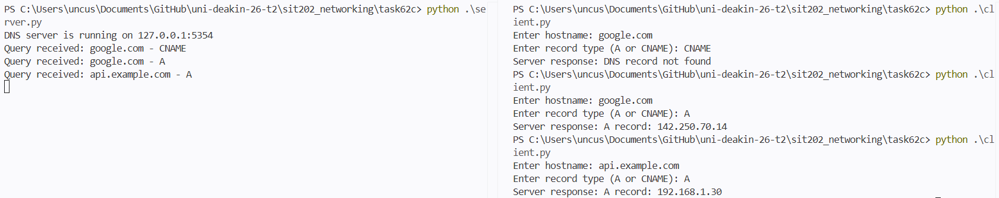 PS C:\Users\uncus\Documents\GitHub\uni-deakin-26-t2\sit202_networking\task62c> python .\se
rver.py
DNS server is running on 127.0.0.1:5354
Query received: google.com - CNAME
Query received: google.com - A
Query received: api.example.com - A
PS C:\Users\uncus\Documents\GitHub\uni-deakin-26-t2\sit202_networking\task62c> python .\cl
ient.py
Enter hostname: google.com
Enter record type (A or CNAME): CNAME
Server response: DNS record not found
PS C:\Users\uncus\Documents\GitHub\uni-deakin-26-t2\sit202_networking\task62c> python .\cl
ient.py
Enter hostname: google.com
Enter record type (A or CNAME): A
Server response: A record: 142.250.70.14
PS C:\Users\uncus\Documents\GitHub\uni-deakin-26-t2\sit202_networking\task62c> python .\cl
ient.py
Enter hostname: api.example.com
Enter record type (A or CNAME): A
Server response: A record: 192.168.1.30